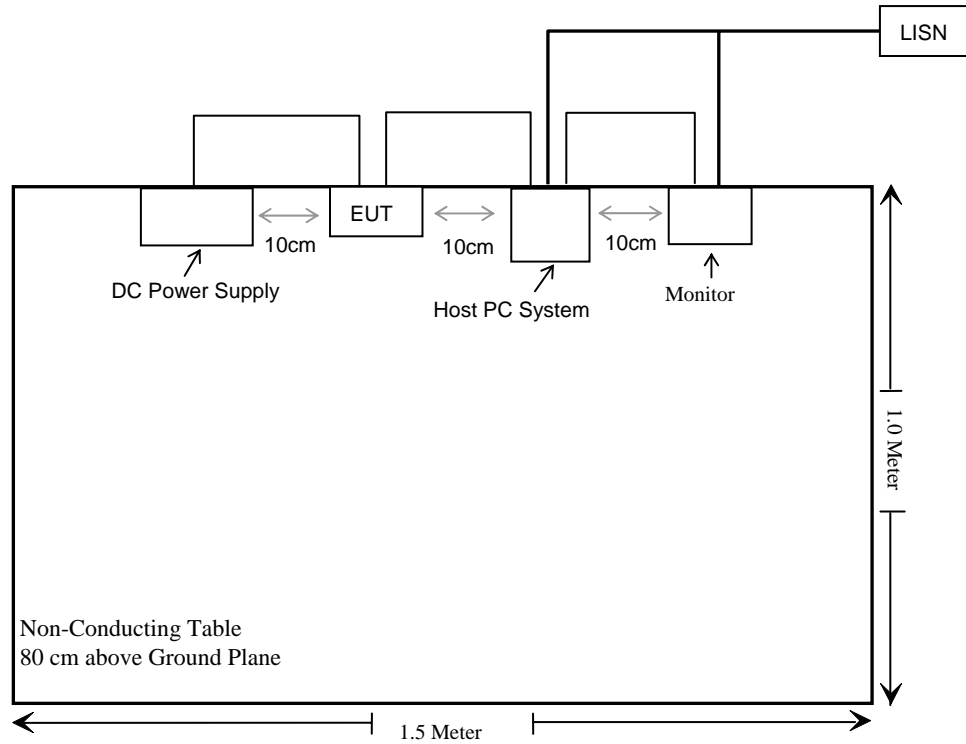 LISN
EUT
10cm
10cm
10cm
DC Power Supply
Host PC System
Monitor
1.0 Meter
Non-Conducting Table
80 cm above Ground Plane
1.5 Meter